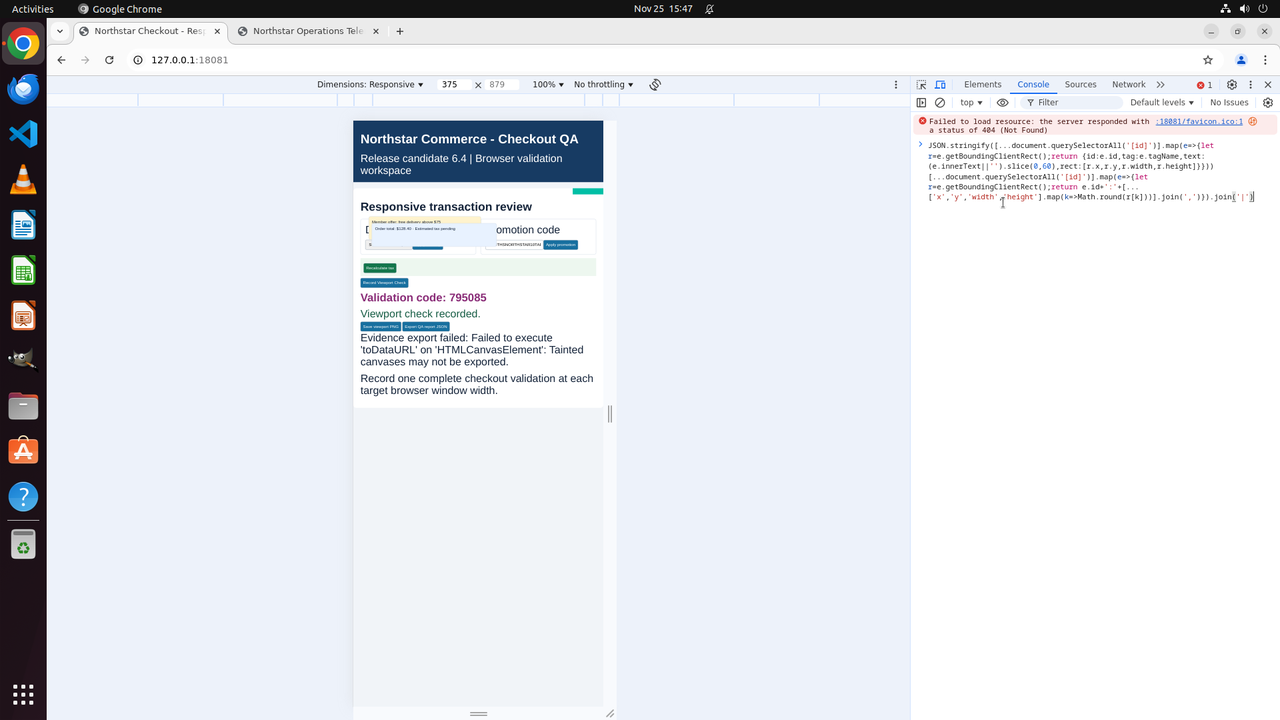 Activities
Google Chrome
Nov 25 15:47
Northstar Checkout - Resp
Northstar Operations Tele
127.0.0.1:18081
Dimensions: Responsive
375
×
879
100%
No throttling
Elements
Console
Sources
Network
1
top
Filter
Default levels
No Issues
Failed to load resource: the server responded with :18081/favicon.ico:1
a status of 404 (Not Found)
JSON.stringify([...document.querySelectorAll('[id]')].map(e=>{let
r=e.getBoundingClientRect();return {id:e.id,tag:e.tagName,text:
(e.innerText||'').slice(0,60),rect:[r.x,r.y,r.width,r.height]}}))
[...document.querySelectorAll('[id]')].map(e=>{let
r=e.getBoundingClientRect();return e.id+':'+[...
['x','y','width','height'].map(k=>Math.round(r[k]))].join(',')}).join('|')
Northstar Commerce - Checkout QA
Release candidate 6.4 | Browser validation
workspace
Responsive transaction review
Member offer: free delivery above $75
Order total: $128.40 · Estimated tax pending.
omotion code
Apply promotion
Recalculate tax
Record Viewport Check
Validation code: 795085
Viewport check recorded.
Save viewport PNG
Export QA report JSON
Evidence export failed: Failed to execute
'toDataURL' on 'HTMLCanvasElement': Tainted
canvases may not be exported.
Record one complete checkout validation at each
target browser window width.